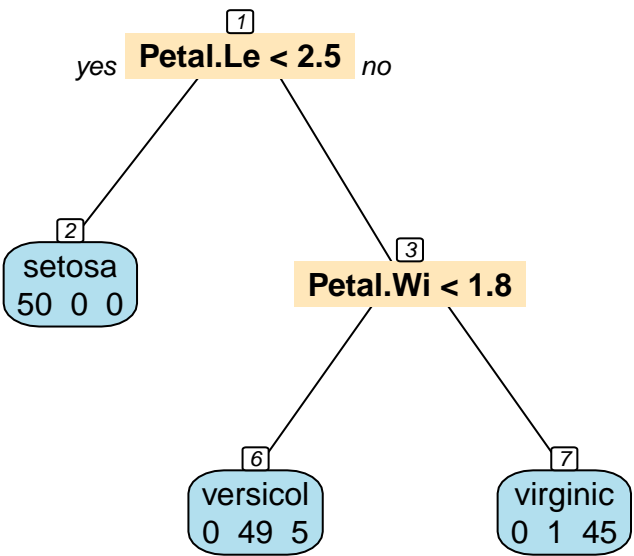 1
yes Petal.Le < 2.5 no
2
setosa
50 0 0
3
Petal.Wi < 1.8
6
versicol
0 49 5
7
virginic
0 1 45